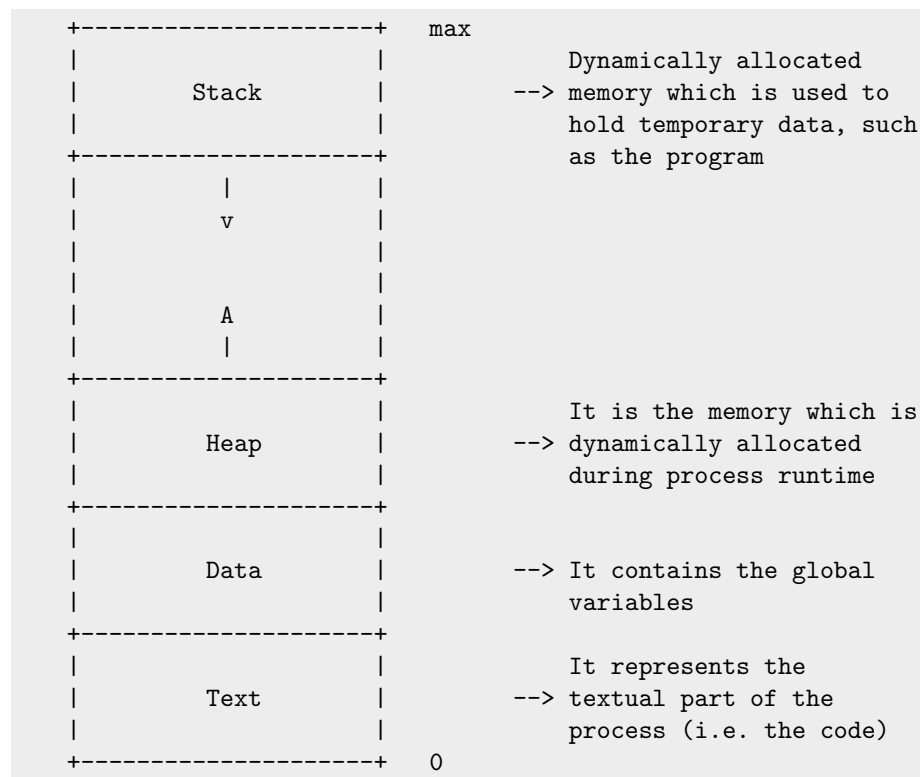 +----------------------+ max
| | Dynamically allocated
| Stack | --> memory which is used to
| | hold temporary data, such
+----------------------+ as the program
| | |
| v |
| |
| |
| A |
| | |
+----------------------+
| | It is the memory which is
| Heap | --> dynamically allocated
| | during process runtime
+----------------------+
| |
| Data | --> It contains the global
| | variables
+----------------------+
| | It represents the
| Text | --> textual part of the
| | process (i.e. the code)
+----------------------+ 0